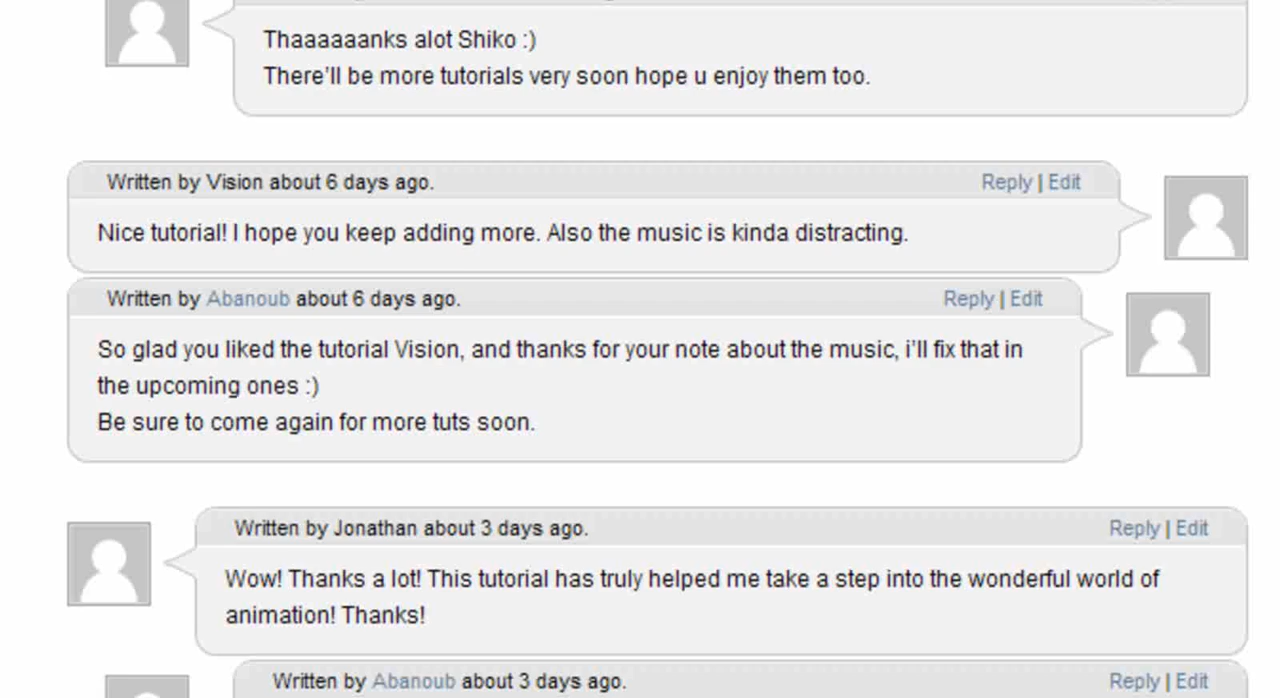 Thaaaaaanks alot Shiko :)
There'll be more tutorials very soon hope u enjoy them too.
Written by Vision about 6 days ago.
Reply | Edit
Nice tutorial! I hope you keep adding more. Also the music is kinda distracting.
Written by Abanoub about 6 days ago.
Reply | Edit
So glad you liked the tutorial Vision, and thanks for your note about the music, i'll fix that in
the upcoming ones :)
Be sure to come again for more tuts soon.
Written by Jonathan about 3 days ago.
Reply | Edit
Wow! Thanks a lot! This tutorial has truly helped me take a step into the wonderful world of
animation! Thanks!
Written by Abanoub about 3 days ago.
Reply | Edit